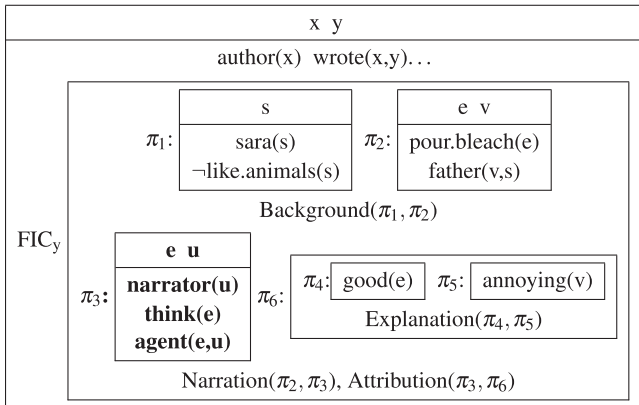 x y
author(x) wrote(x,y)...
s
e v
π1: sara(s) ¬like.animals(s)
π2: pour.bleach(e) father(v,s)
Background(π1, π2)
FICy
e u
π3: narrator(u) think(e) agent(e,u)
π6: π4: good(e) π5: annoying(v)
Explanation(π4, π5)
Narration(π2, π3), Attribution(π3, π6)